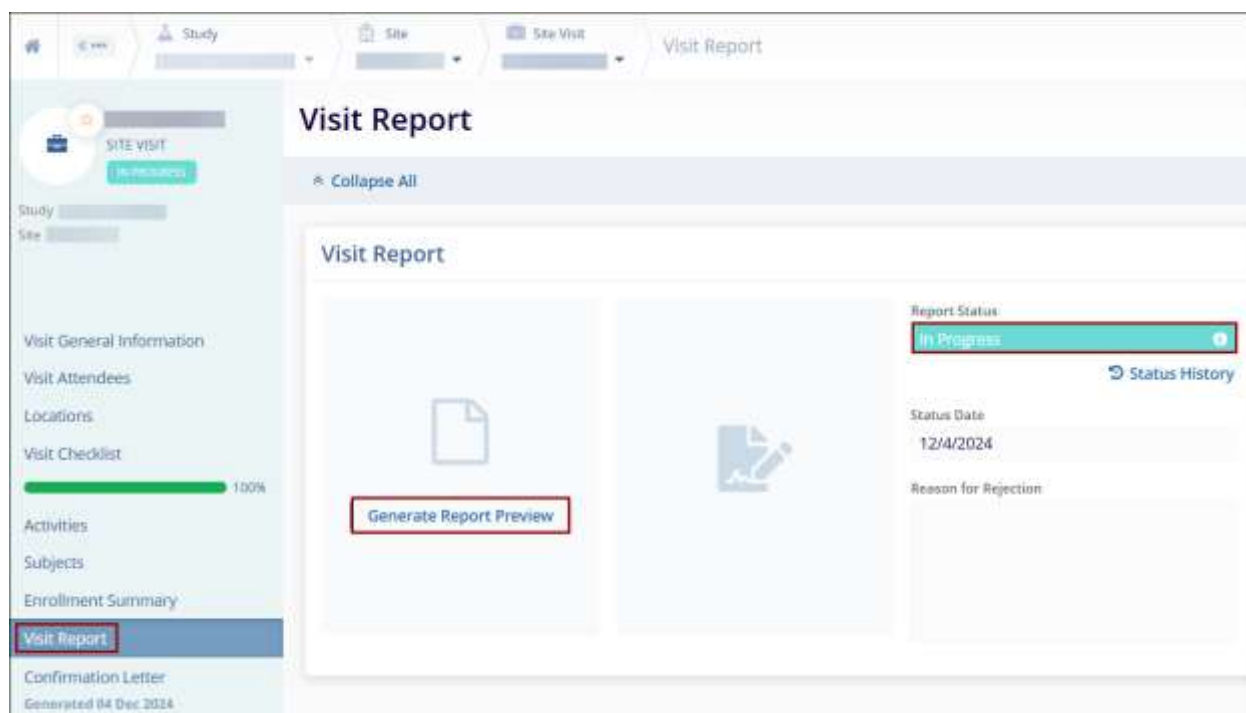 Study
Site
Site Visit
Visit Report
Visit Report
SITE VISIT
IN PROGRESS
Collapse All
Study
Site
Visit Report
Report Status
In Progress
Status History
Status Date
12/4/2024
Reason for Rejection
Generate Report Preview
Visit General Information
Visit Attendees
Locations
Visit Checklist
100%
Activities
Subjects
Enrollment Summary
Visit Report
Confirmation Letter
Generated 04 Dec 2024